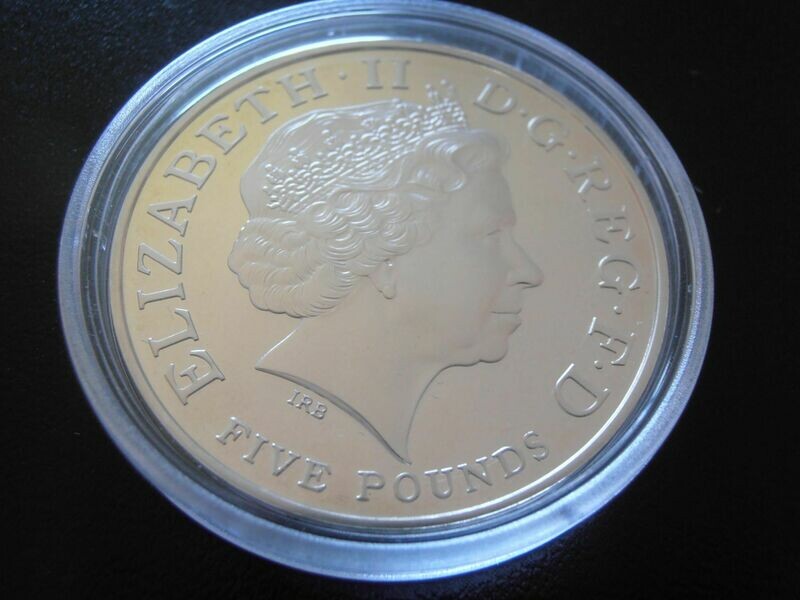 ELIZABETH · II D · G · REG · F · D
IRB
FIVE POUNDS